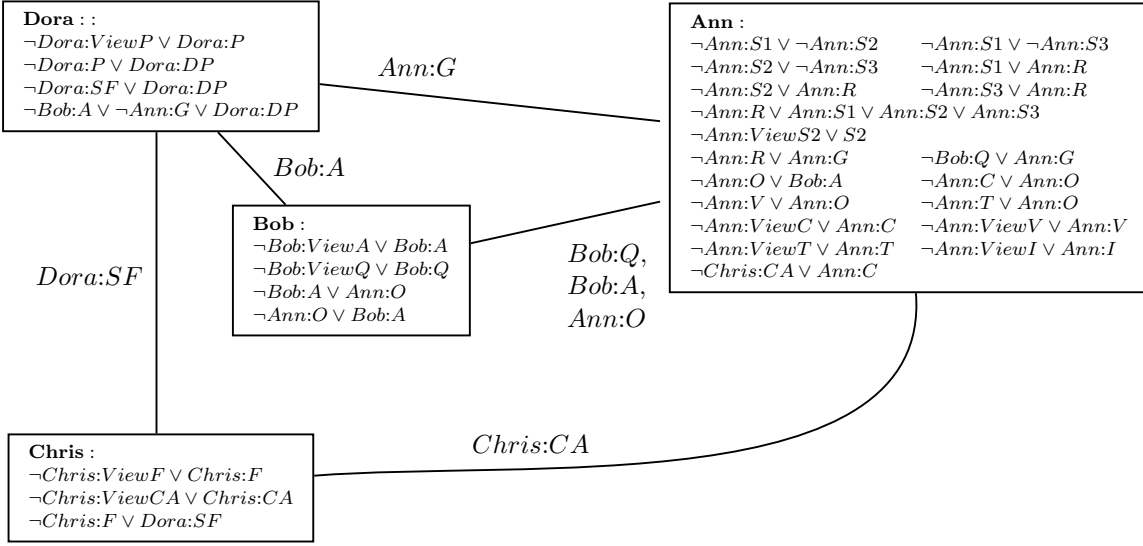 Dora : :
¬Dora:ViewP ∨ Dora:P
¬Dora:P ∨ Dora:DP
¬Dora:SF ∨ Dora:DP
¬Bob:A ∨ ¬Ann:G ∨ Dora:DP
Ann:G
Ann :
¬Ann:S1 ∨ ¬Ann:S2 ¬Ann:S1 ∨ ¬Ann:S3
¬Ann:S2 ∨ ¬Ann:S3 ¬Ann:S1 ∨ Ann:R
¬Ann:S2 ∨ Ann:R ¬Ann:S3 ∨ Ann:R
¬Ann:R ∨ Ann:S1 ∨ Ann:S2 ∨ Ann:S3
¬Ann:ViewS2 ∨ S2
¬Ann:R ∨ Ann:G ¬Bob:Q ∨ Ann:G
¬Ann:O ∨ Bob:A ¬Ann:C ∨ Ann:O
¬Ann:V ∨ Ann:O ¬Ann:T ∨ Ann:O
¬Ann:ViewC ∨ Ann:C ¬Ann:ViewV ∨ Ann:V
¬Ann:ViewT ∨ Ann:T ¬Ann:ViewI ∨ Ann:I
¬Chris:CA ∨ Ann:C
Bob:A
Bob :
¬Bob:ViewA ∨ Bob:A
¬Bob:ViewQ ∨ Bob:Q
¬Bob:A ∨ Ann:O
¬Ann:O ∨ Bob:A
Bob:Q,
Bob:A,
Ann:O
Dora:SF
Chris:CA
Chris :
¬Chris:ViewF ∨ Chris:F
¬Chris:ViewCA ∨ Chris:CA
¬Chris:F ∨ Dora:SF